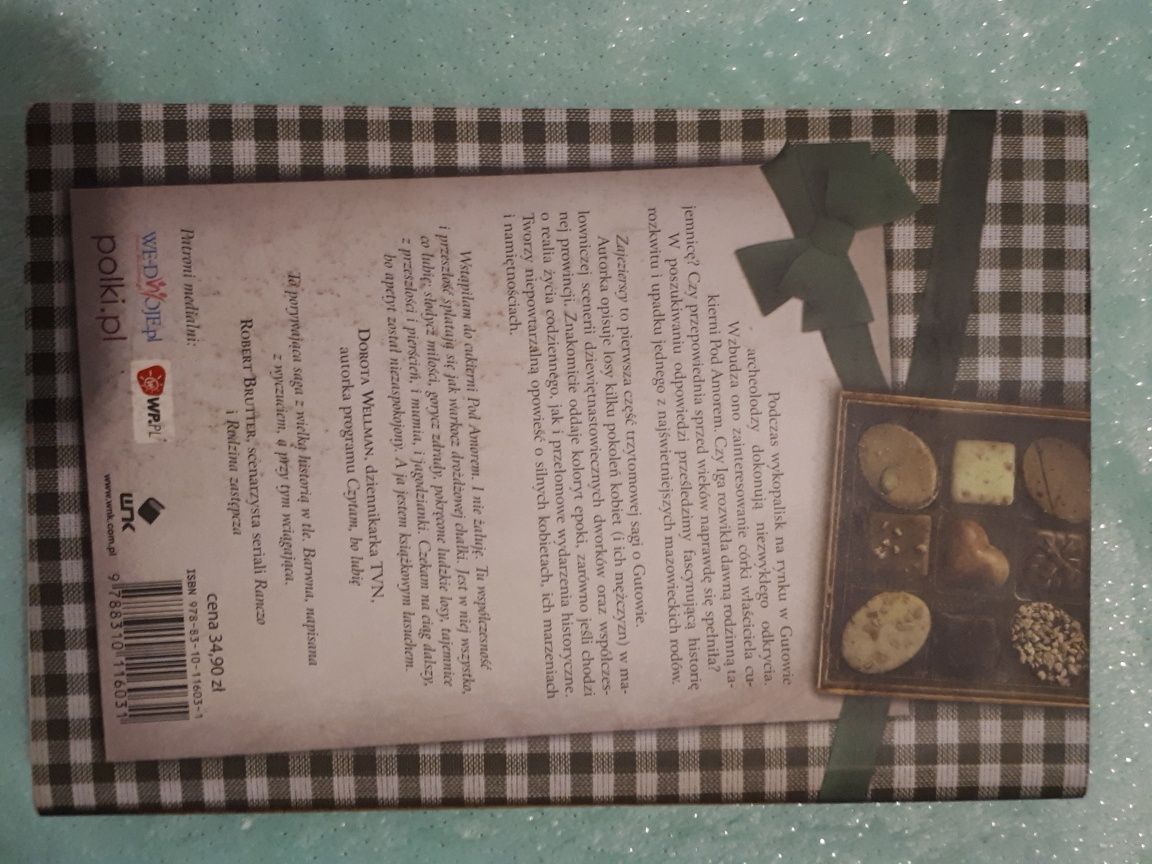 Podczas wykopalisk na rynku w Gutowie
archeolodzy dokonują niezwykłego odkrycia.
Wzbudza ono zainteresowanie córki właściciela cu-
kierni Pod Amorem. Czy Iga rozwikła dawną rodzinną ta-
jemnicę? Czy przepowiednia sprzed wieków naprawdę się spełniła?
W poszukiwaniu odpowiedzi prześledzimy fascynującą historię
rozkwitu i upadku jednego z najświetniejszych mazowieckich rodów.
Zajezierscy to pierwsza część trzytomowej sagi o Gutowie.
Autorka opisuje losy kilku pokoleń kobiet (i ich mężczyzn) w ma-
lowniczej scenerii dziewiętnastowiecznych dworków oraz współczes-
nej prowincji. Znakomicie oddaje koloryt epoki, zarówno jeśli chodzi
o realia życia codziennego, jak i przełomowe wydarzenia historyczne.
Tworzy niepowtarzalną opowieść o silnych kobietach, ich marzeniach
i namiętnościach.
Wstąpiłam do cukierni Pod Amorem. I nie żałuję. Tu współczesność
i przeszłość splatają się jak warkocz drożdżowej chałki. Jest w niej wszystko,
co lubię: słodycz miłości, gorycz zdrady, pokręcone ludzkie losy, tajemnice
z przeszłości i pierścień, i mumia, i jagodzianki. Czekam na ciąg dalszy,
bo apetyt został niezaspokojony. A ja jestem książkowym łasuchem.
DOROTA WELLMAN, dziennikarka TVN,
autorka programu Czytam, bo lubię
Ta porywająca saga z wielką historią w tle. Barwna, napisana
z wyczuciem, a przy tym wciągająca.
ROBERT BRUTTER, scenarzysta seriali Ranczo
i Rodzina zastępcza
Patroni medialni:
WE-DWOJE.pl
WP.PL
polki.pl
wnk
www.wnk.com.pl
cena 34,90 zł
ISBN 978-83-10-11603-1
9 788310 116031